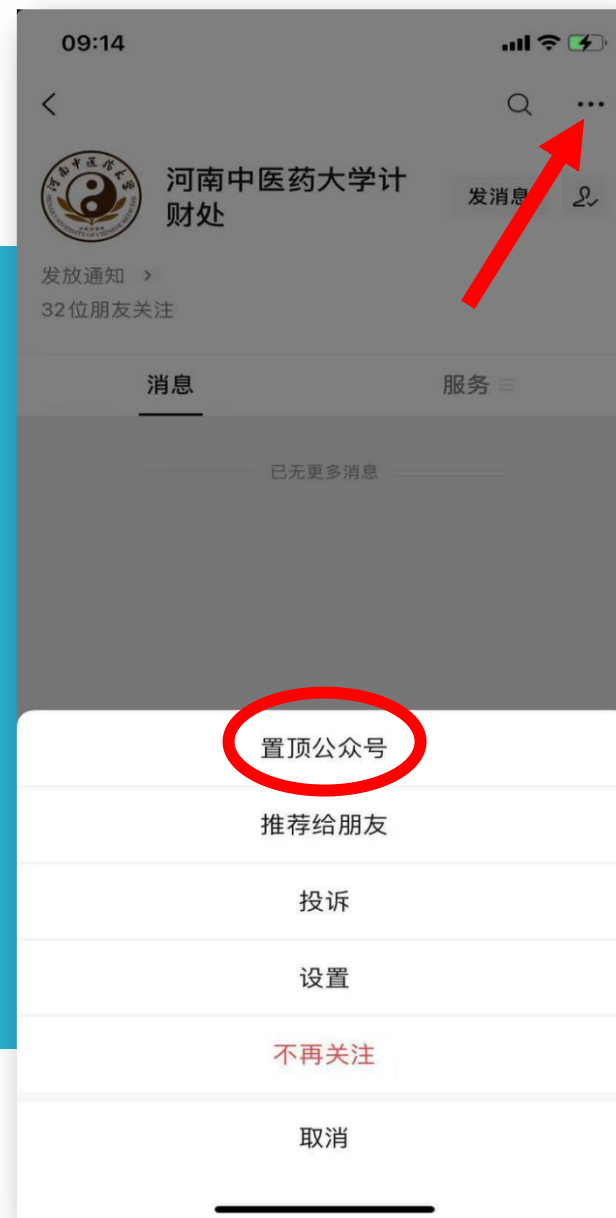 09:14
河南中医药大学计
财处
发消息
发放通知
32位朋友关注
消息
服务
已无更多消息
置顶公众号
推荐给朋友
投诉
设置
不再关注
取消